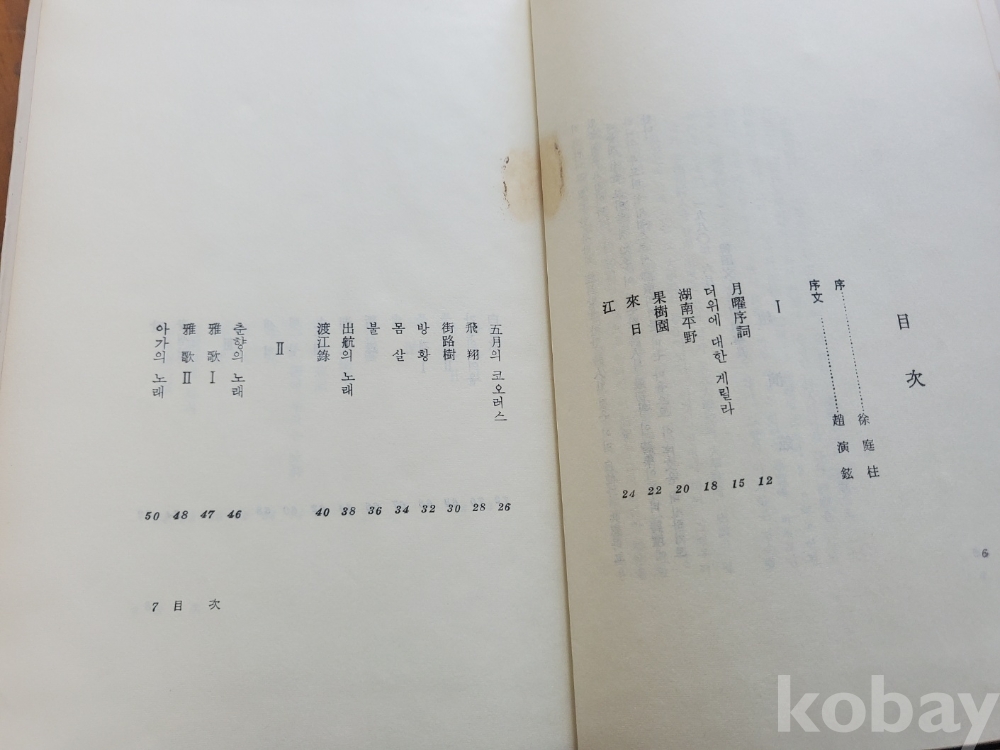 目次
序……………徐庭柱
序文……………趙演鉉
I
月曜序詞 12
더위에 대한 게릴라 15
湖南平野 18
果樹園 20
來日 22
江 24
6
五月의 코오러스 26
飛翔 28
街路樹 30
방황 32
몸살 34
불 36
出航의 노래 38
渡江錄 40
II
춘향의 노래 46
雅歌 I 47
雅歌 II 48
아가의 노래 50
7 目次
kobay